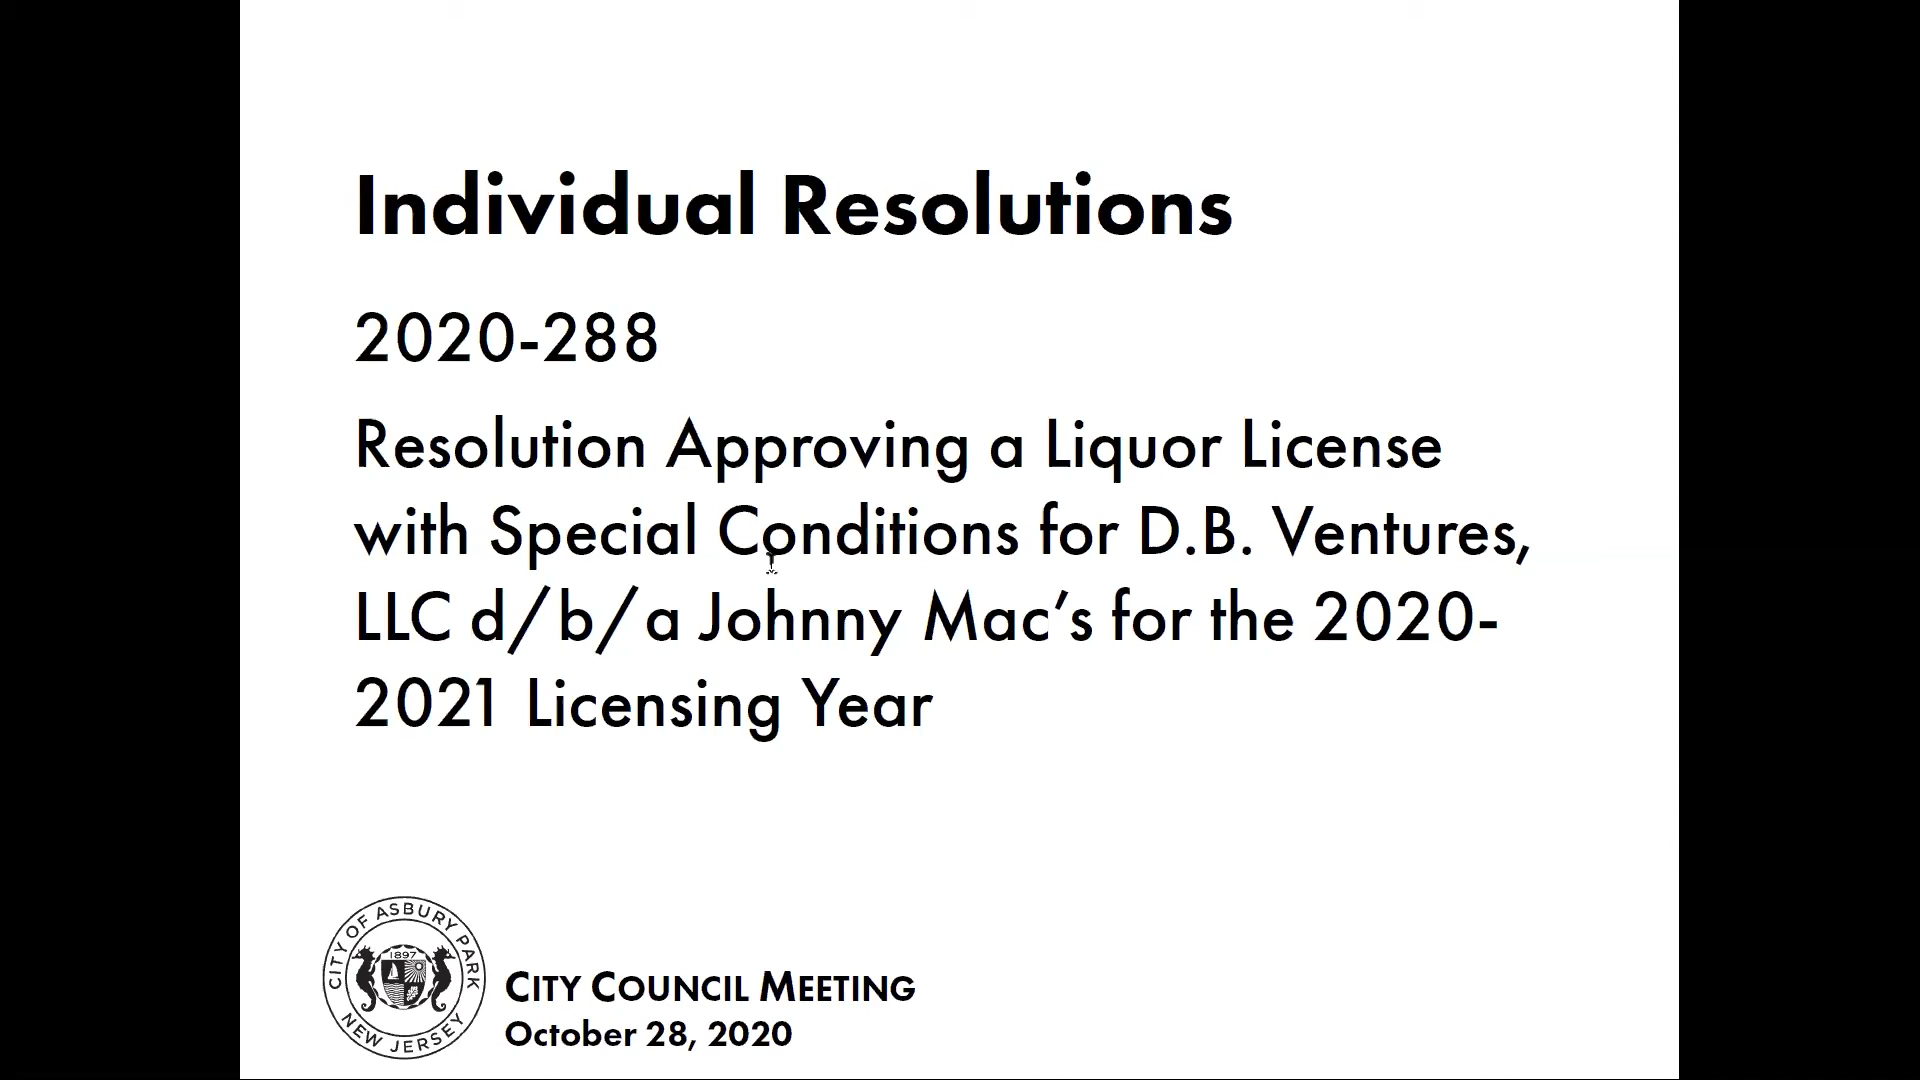 Individual Resolutions
2020-288
Resolution Approving a Liquor License
with Special Conditions for D.B. Ventures,
LLC d/b/a Johnny Mac’s for the 2020-
2021 Licensing Year
CITY OF ASBURY PARK
1897
NEW JERSEY
CITY COUNCIL MEETING
October 28, 2020